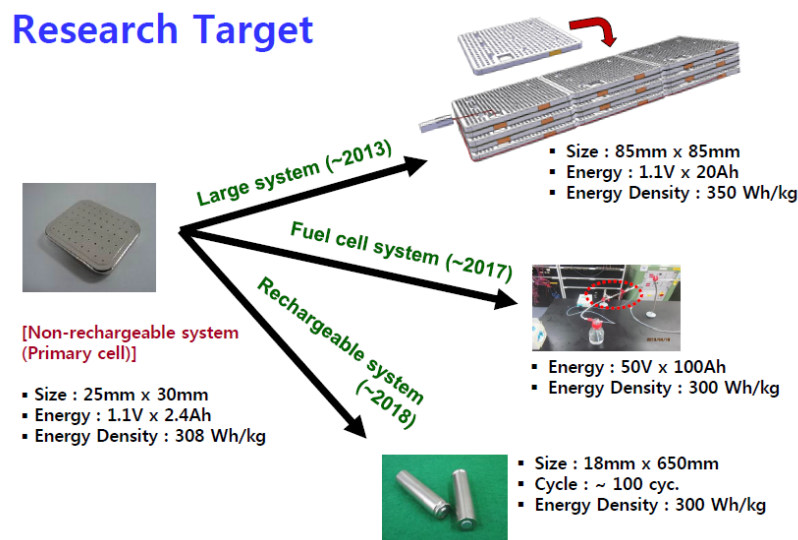 Research Target
Large system (~2013)
▪ Size : 85mm x 85mm
▪ Energy : 1.1V x 20Ah
▪ Energy Density : 350 Wh/kg
Fuel cell system (~2017)
▪ Energy : 50V x 100Ah
▪ Energy Density : 300 Wh/kg
Rechargeable system
(~2018)
[Non-rechargeable system
(Primary cell)]
▪ Size : 25mm x 30mm
▪ Energy : 1.1V x 2.4Ah
▪ Energy Density : 308 Wh/kg
▪ Size : 18mm x 650mm
▪ Cycle : ~ 100 cyc.
▪ Energy Density : 300 Wh/kg